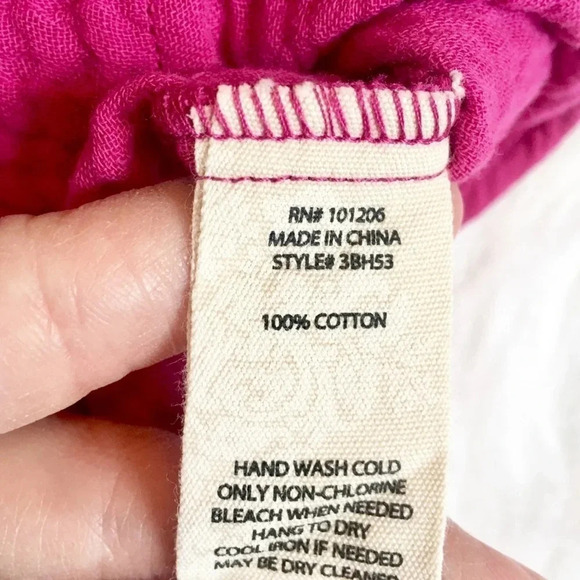 RN# 101206
MADE IN CHINA
STYLE# 3BH53
100% COTTON
HAND WASH COLD
ONLY NON-CHLORINE
BLEACH WHEN NEEDED
HANG TO DRY
COOL IRON IF NEEDED
MAY BE DRY CLEANED